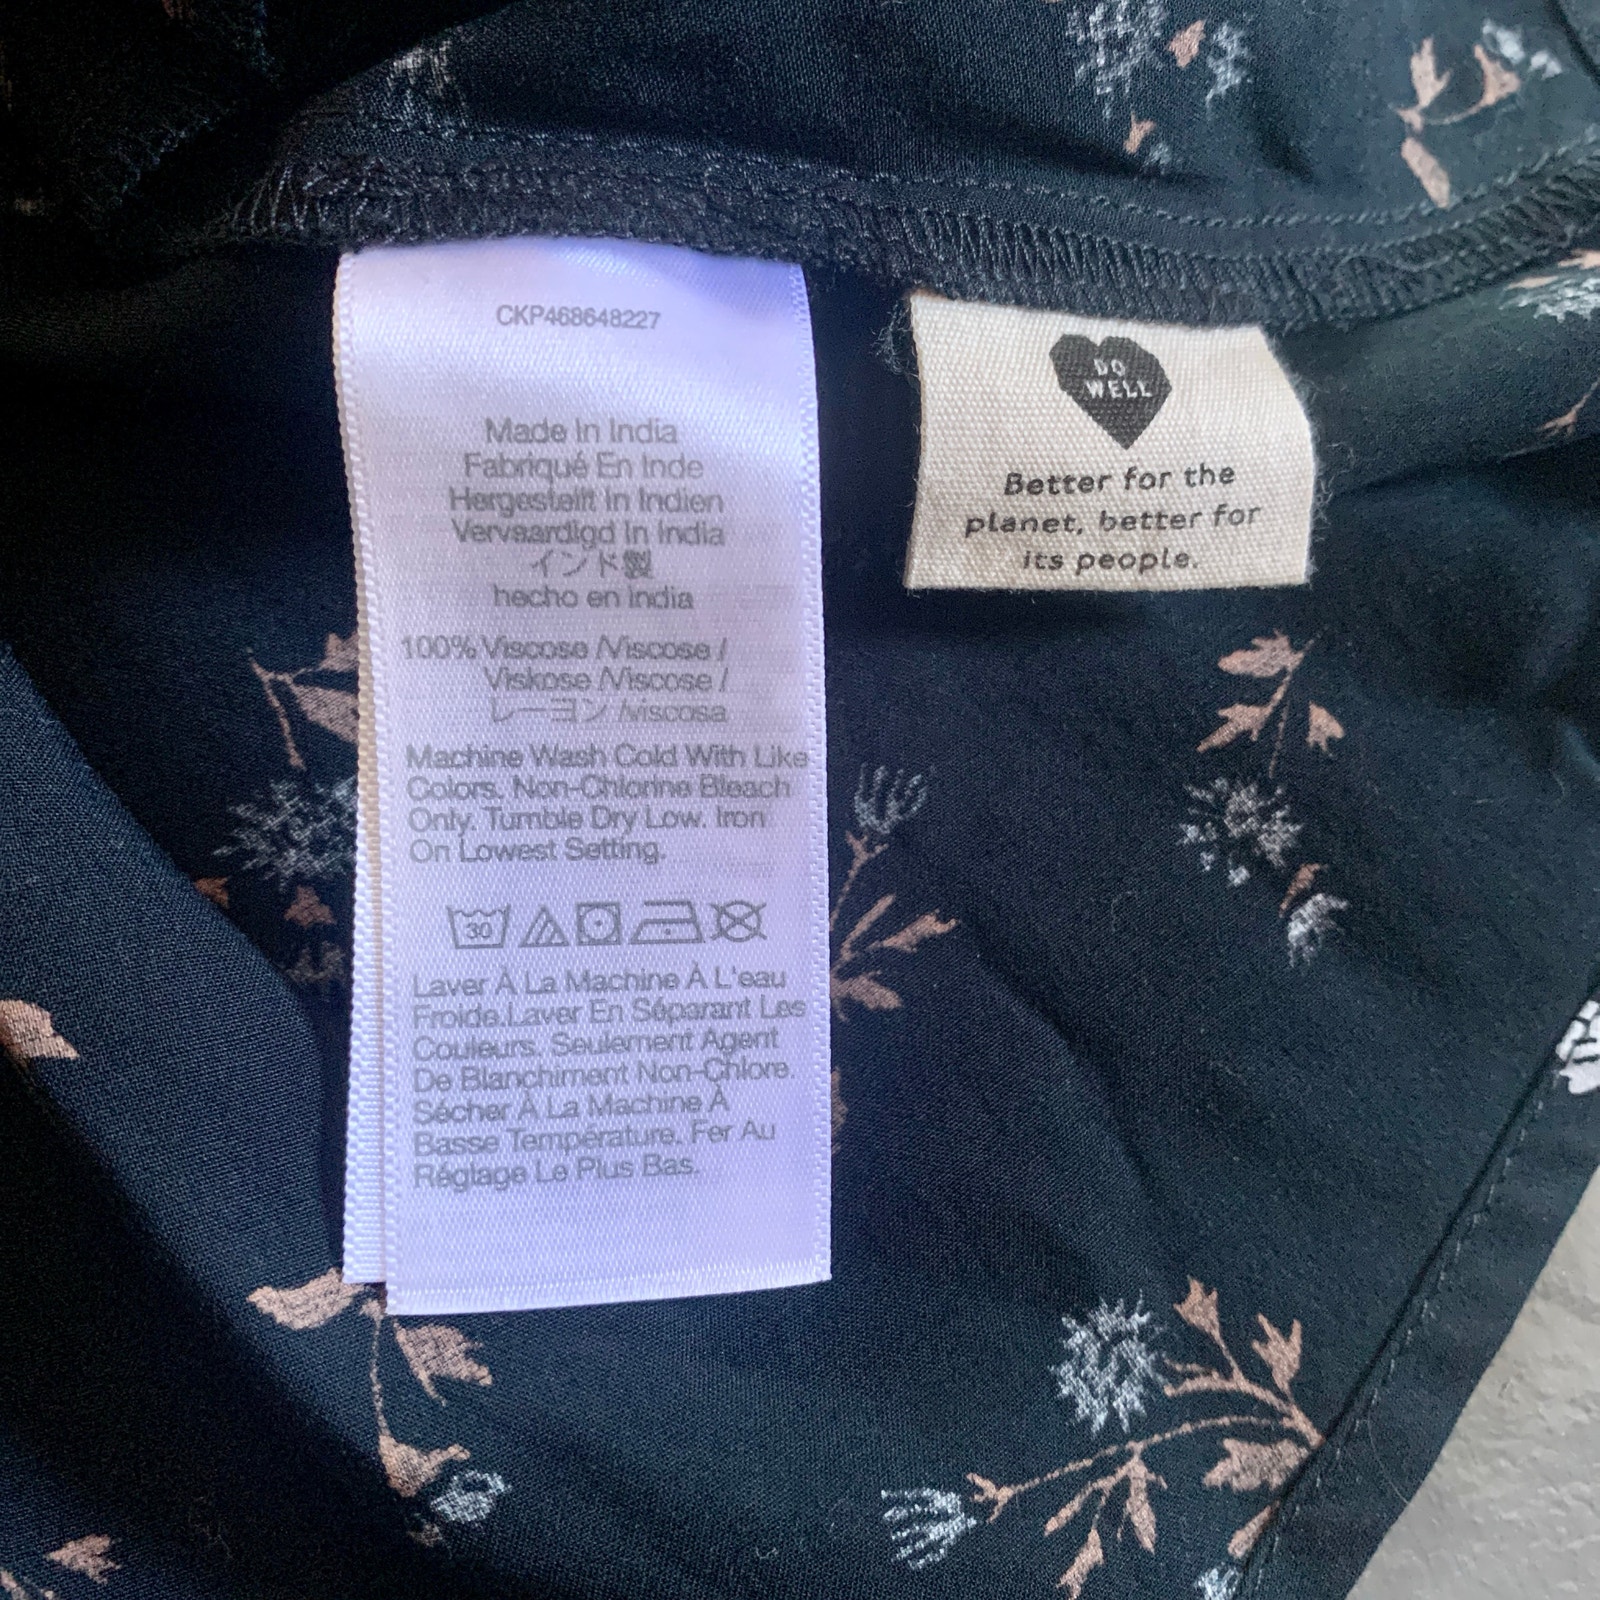 CKP468648227
Made In India
Fabriqué En Inde
Hergestellt In Indien
Vervaardigd In India
インド製
hecho en India
100% Viscose /Viscose /
Viskose /Viscose /
レーヨン /viscosa
Machine Wash Cold With Like
Colors. Non-Chlorine Bleach
Only. Tumble Dry Low. Iron
On Lowest Setting.
30
Laver À La Machine À L'eau
Froide.Laver En Séparant Les
Couleurs. Seulement Agent
De Blanchiment Non-Chlore.
Sécher À La Machine À
Basse Température. Fer Au
Réglage Le Plus Bas.
DO
WELL
Better for the
planet, better for
its people.